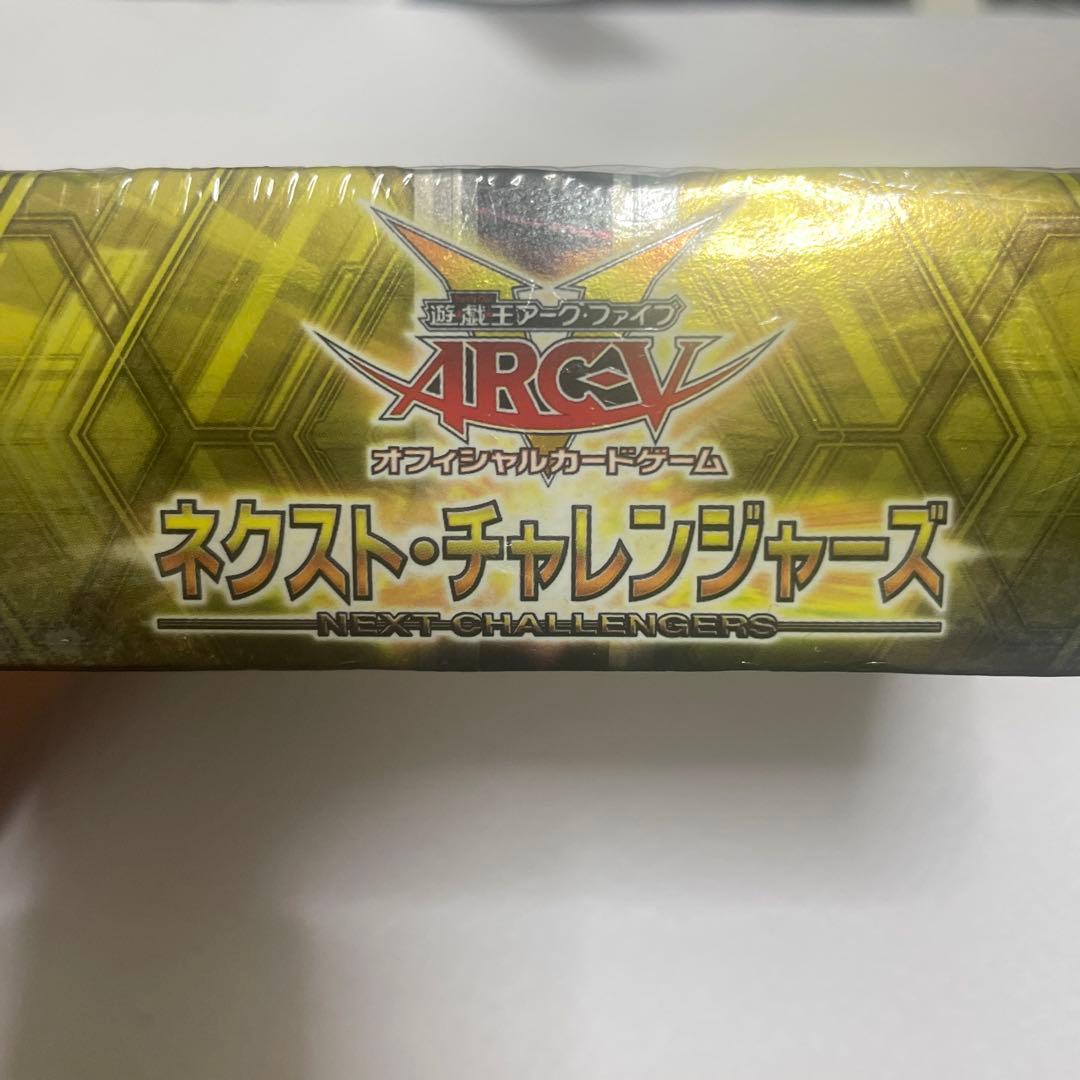 遊戯王アーク・ファイブ
ARC-V
オフィシャルカードゲーム
ネクスト・チャレンジャーズ
NEXT CHALLENGERS